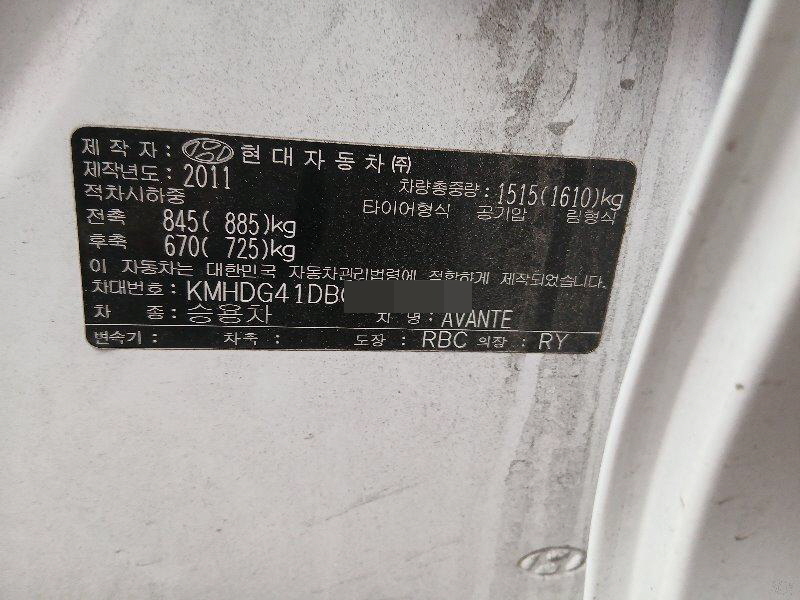 제 작 자 : 현대자동차㈜
제작년도 : 2011
적차시하중 차량총중량 : 1515(1610)kg
전축 845( 885)kg 타이어형식 공기압 림형식
후축 670( 725)kg
이 자동차는 대한민국 자동차관리법령에 적합하게 제작되었습니다.
차대번호 : KMHDG41DB
차 종 : 승용차 차 명 : AVANTE
변속기 : 차축 : 도장 : RBC 의장 : RY